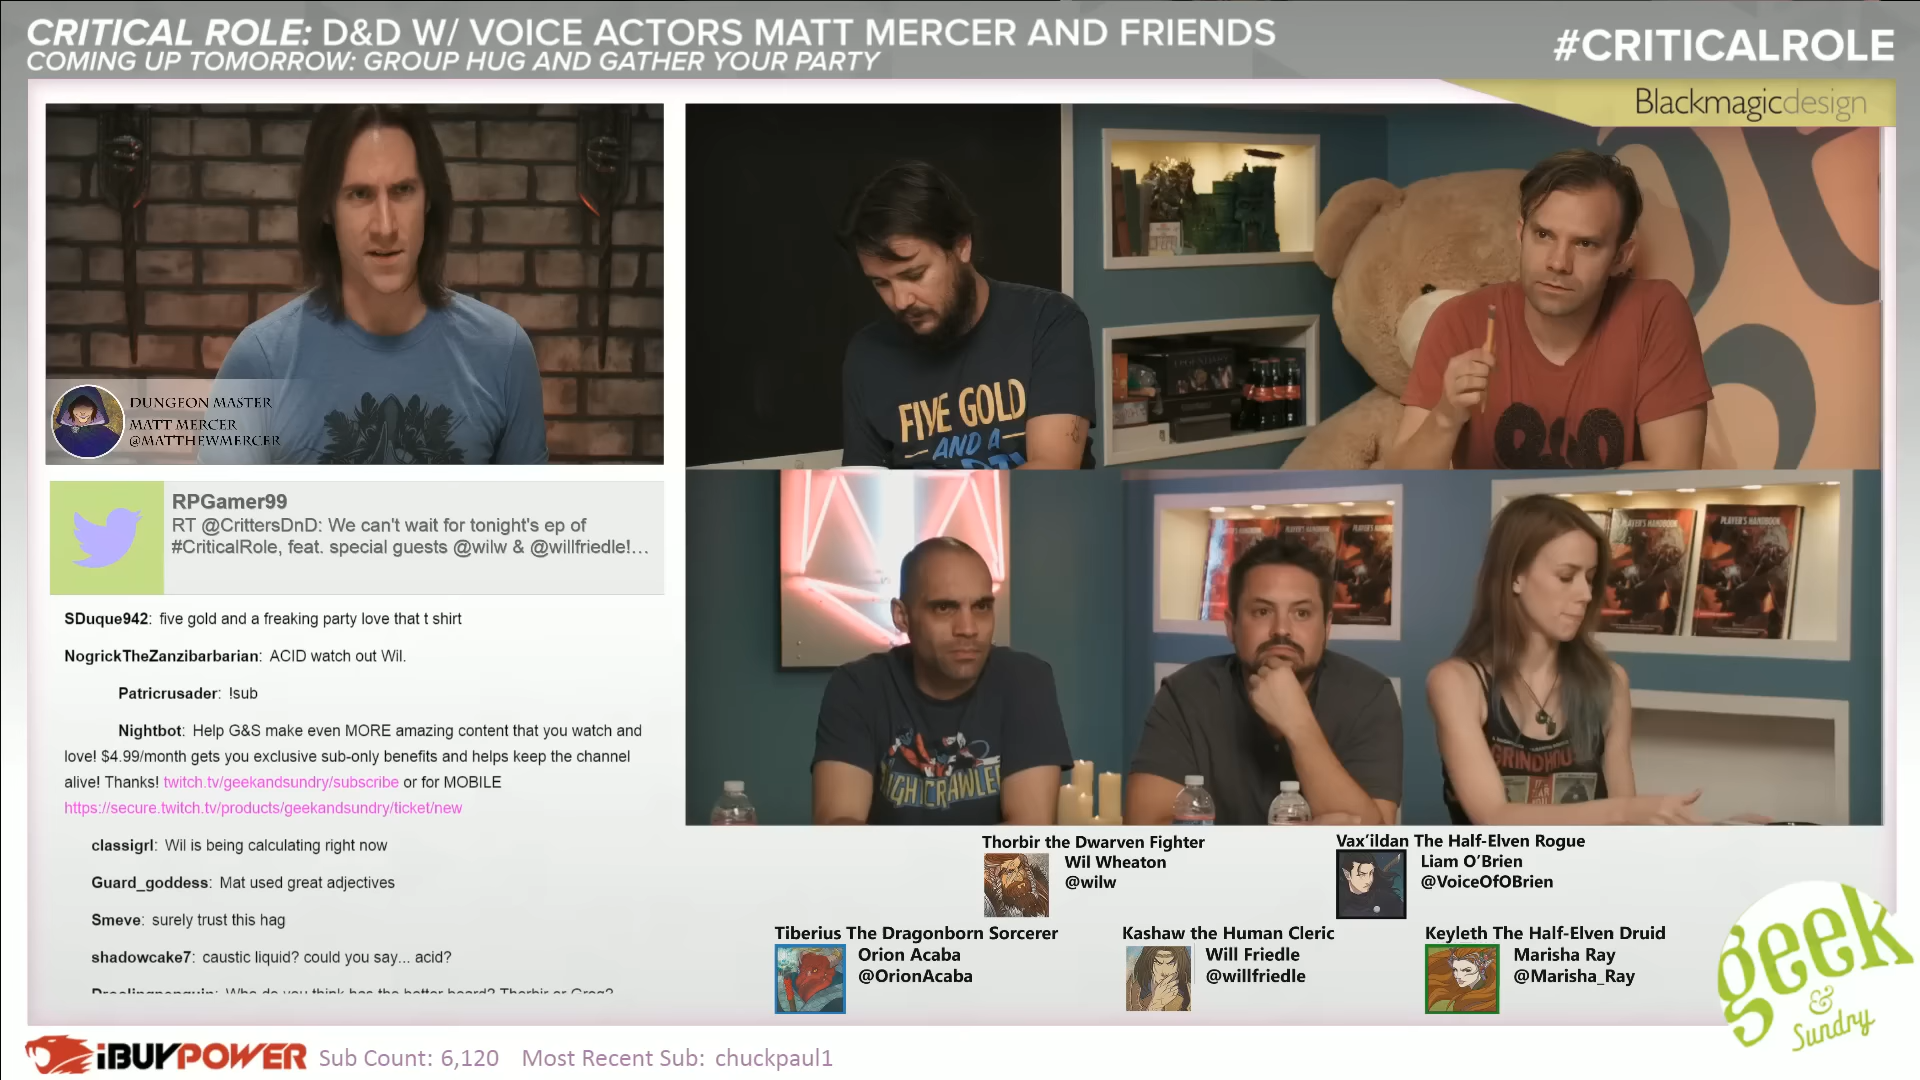 CRITICAL ROLE: D&D W/ VOICE ACTORS MATT MERCER AND FRIENDS
COMING UP TOMORROW: GROUP HUG AND GATHER YOUR PARTY
#CRITICALROLE
Blackmagicdesign
DUNGEON MASTER
MATT MERCER
@MATTHEWMERCER
FIVE GOLD
AND A
PLAYER'S HANDBOOK
PLAYER'S HANDBOOK
GRINDHOU
RPGamer99
RT @CrittersDnD: We can't wait for tonight's ep of
#CriticalRole, feat. special guests @wilw & @willfriedle!...
SDuque942: five gold and a freaking party love that t shirt
NogrickTheZanzibarbarian: ACID watch out Wil.
Patricrusader: !sub
Nightbot: Help G&S make even MORE amazing content that you watch and
love! $4.99/month gets you exclusive sub-only benefits and helps keep the channel
alive! Thanks! twitch.tv/geekandsundry/subscribe or for MOBILE
https://secure.twitch.tv/products/geekandsundry/ticket/new
classigrl: Wil is being calculating right now
Guard_goddess: Mat used great adjectives
Smeve: surely trust this hag
shadowcake7: caustic liquid? could you say... acid?
Thorbir the Dwarven Fighter
Wil Wheaton
@wilw
Vax'ildan The Half-Elven Rogue
Liam O'Brien
@VoiceOfOBrien
Tiberius The Dragonborn Sorcerer
Orion Acaba
@OrionAcaba
Kashaw the Human Cleric
Will Friedle
@willfriedle
Keyleth The Half-Elven Druid
Marisha Ray
@Marisha_Ray
geek
&
Sundry
iBUYPOWER
Sub Count: 6,120 Most Recent Sub: chuckpaul1